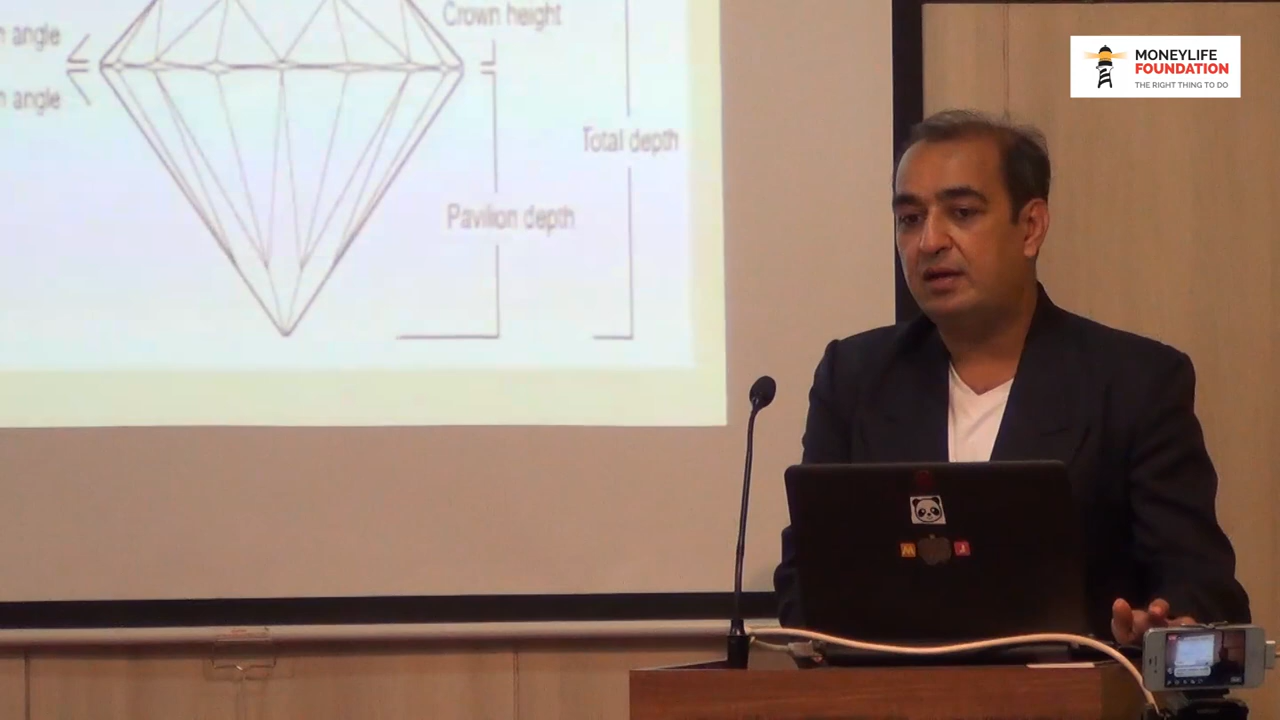 Crown height
n angle
n angle
Total depth
Pavilion depth
MONEYLIFE
FOUNDATION
THE RIGHT THING TO DO